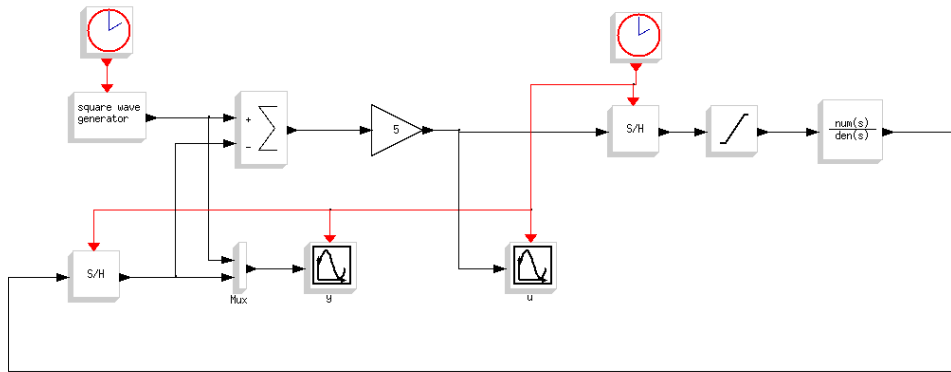 square wave
generator
+
-
5
S/H
num(s)
den(s)
S/H
Mux
y
u